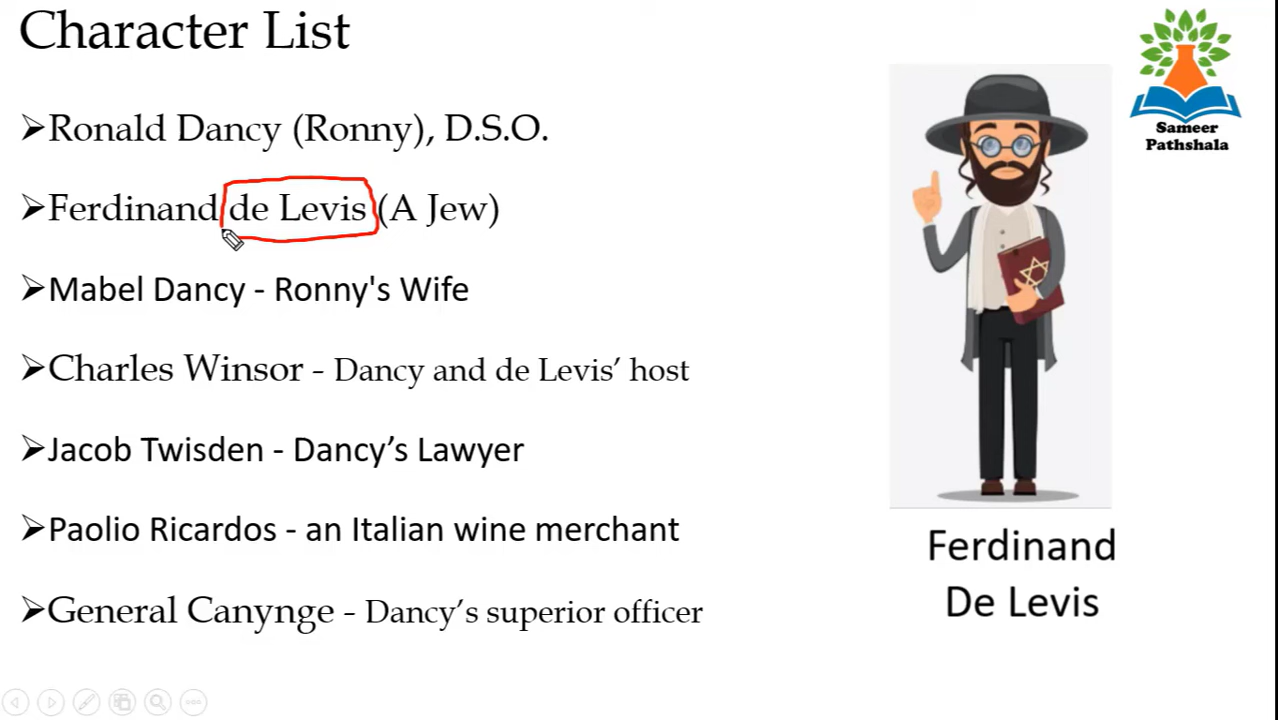 Character List
➢Ronald Dancy (Ronny), D.S.O.
➢Ferdinand de Levis (A Jew)
➢Mabel Dancy - Ronny's Wife
➢Charles Winsor - Dancy and de Levis’ host
➢Jacob Twisden - Dancy’s Lawyer
➢Paolio Ricardos - an Italian wine merchant
➢General Canynge - Dancy’s superior officer
Sameer
Pathshala
Ferdinand
De Levis